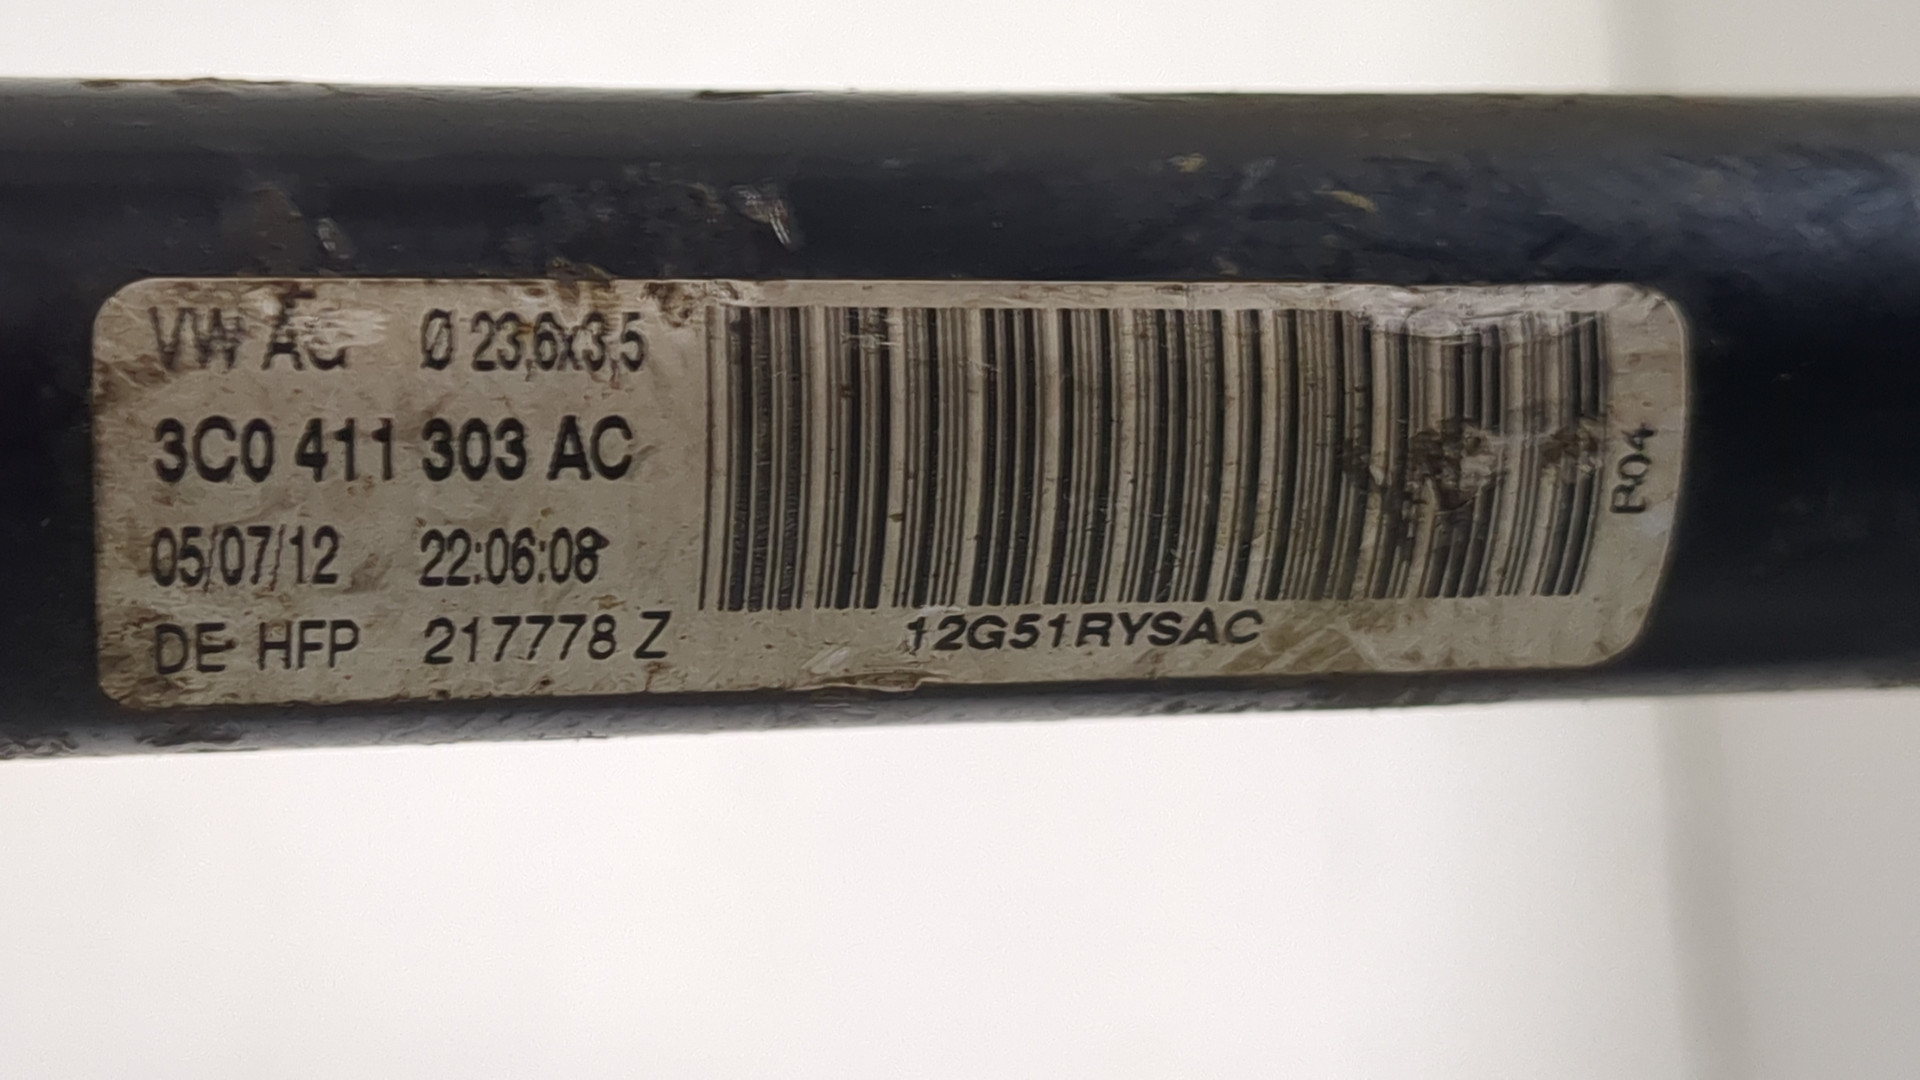 VW AG Ø 23,6x3,5
3C0 411 303 AC
05/07/12 22:06:08
DE HFP 217778 Z
12G51RYSAC
B04